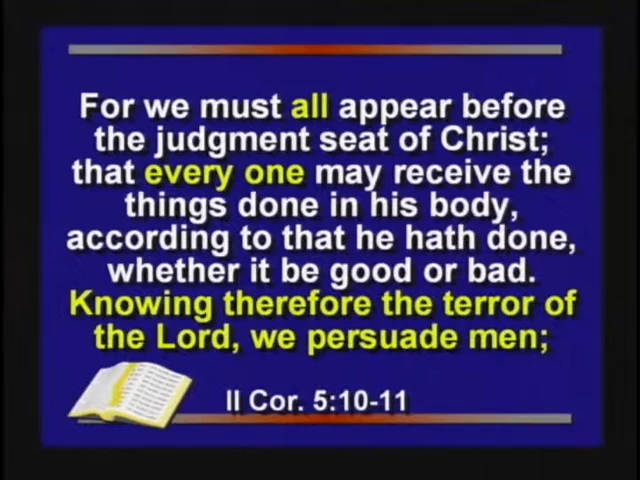 For we must all appear before
the judgment seat of Christ;
that every one may receive the
things done in his body,
according to that he hath done,
whether it be good or bad.
Knowing therefore the terror of
the Lord, we persuade men;
II Cor. 5:10-11